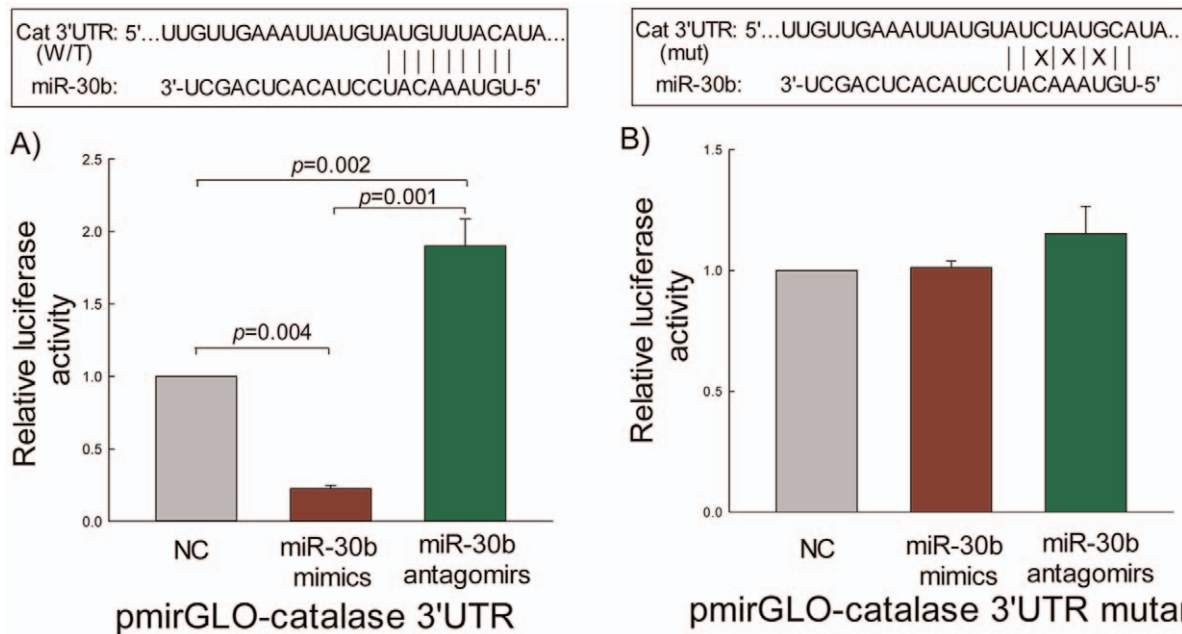 Cat 3'UTR: 5'...UUGUUGAAAUUAUGUAUGUUUACAUA...
(W/T)
miR-30b: 3'-UCGACUCACAUCCUACAAAUGU-5'
Cat 3'UTR: 5'...UUGUUGAAAUUAUGUAUCUAUGCAUA..
(mut)
| | X | X | X | |
miR-30b: 3'-UCGACUCACAUCCUACAAAUGU-5'
A)
2.5
2.0
1.5
1.0
0.5
0.0
Relative luciferase
activity
p=0.002
p=0.001
p=0.004
NC
miR-30b
mimics
miR-30b
antagomirs
pmirGLO-catalase 3'UTR
B)
1.5
1.0
0.5
0.0
Relative luciferase
activity
NC
miR-30b
mimics
miR-30b
antagomirs
pmirGLO-catalase 3'UTR mutan